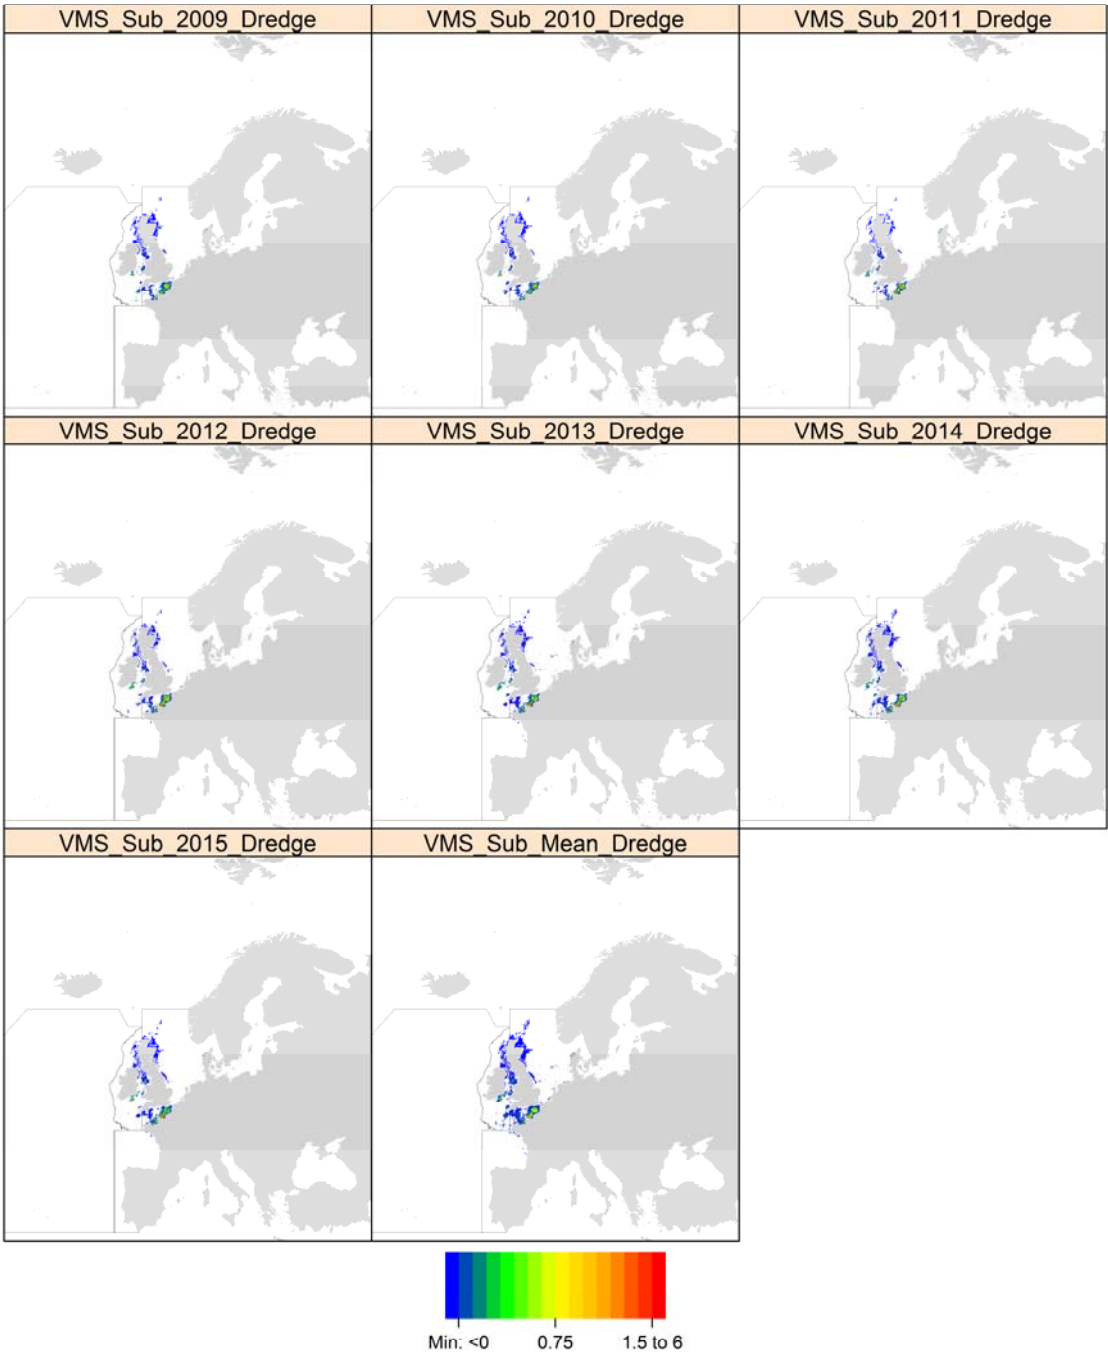 VMS_Sub_2009_Dredge
VMS_Sub_2010_Dredge
VMS_Sub_2011_Dredge
VMS_Sub_2012_Dredge
VMS_Sub_2013_Dredge
VMS_Sub_2014_Dredge
VMS_Sub_2015_Dredge
VMS_Sub_Mean_Dredge
Min: <0 0.75 1.5 to 6